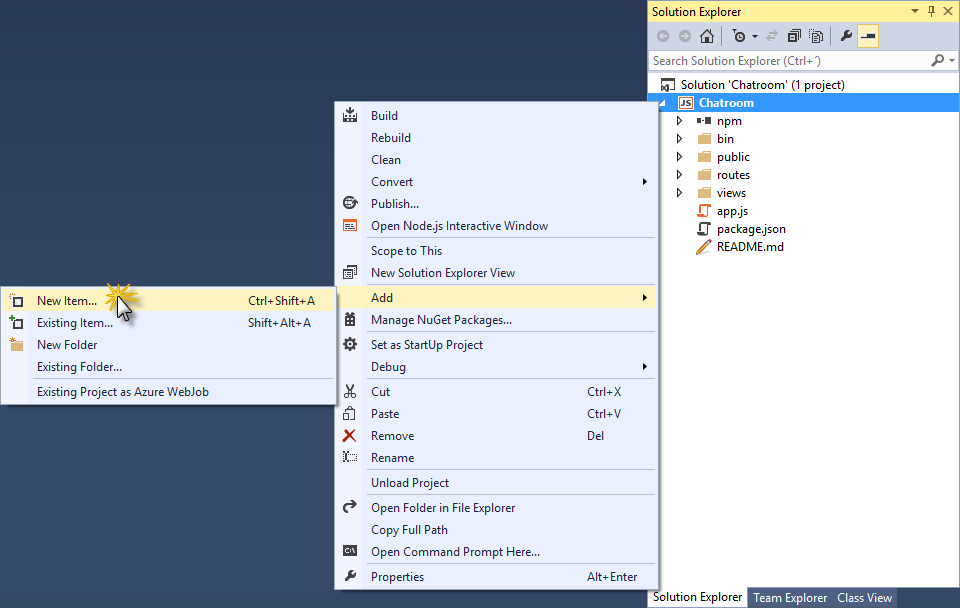 Solution Explorer
Search Solution Explorer (Ctrl+´)
Solution 'Chatroom' (1 project)
JS Chatroom
npm
bin
public
routes
views
app.js
package.json
README.md
Build
Rebuild
Clean
Convert
Publish...
Open Node.js Interactive Window
Scope to This
New Solution Explorer View
Add
Manage NuGet Packages...
Set as StartUp Project
Debug
Cut Ctrl+X
Paste Ctrl+V
Remove Del
Rename
Unload Project
Open Folder in File Explorer
Copy Full Path
C:\ Open Command Prompt Here...
Properties Alt+Enter
New Item... Ctrl+Shift+A
Existing Item... Shift+Alt+A
New Folder
Existing Folder...
Existing Project as Azure WebJob
Solution Explorer Team Explorer Class View